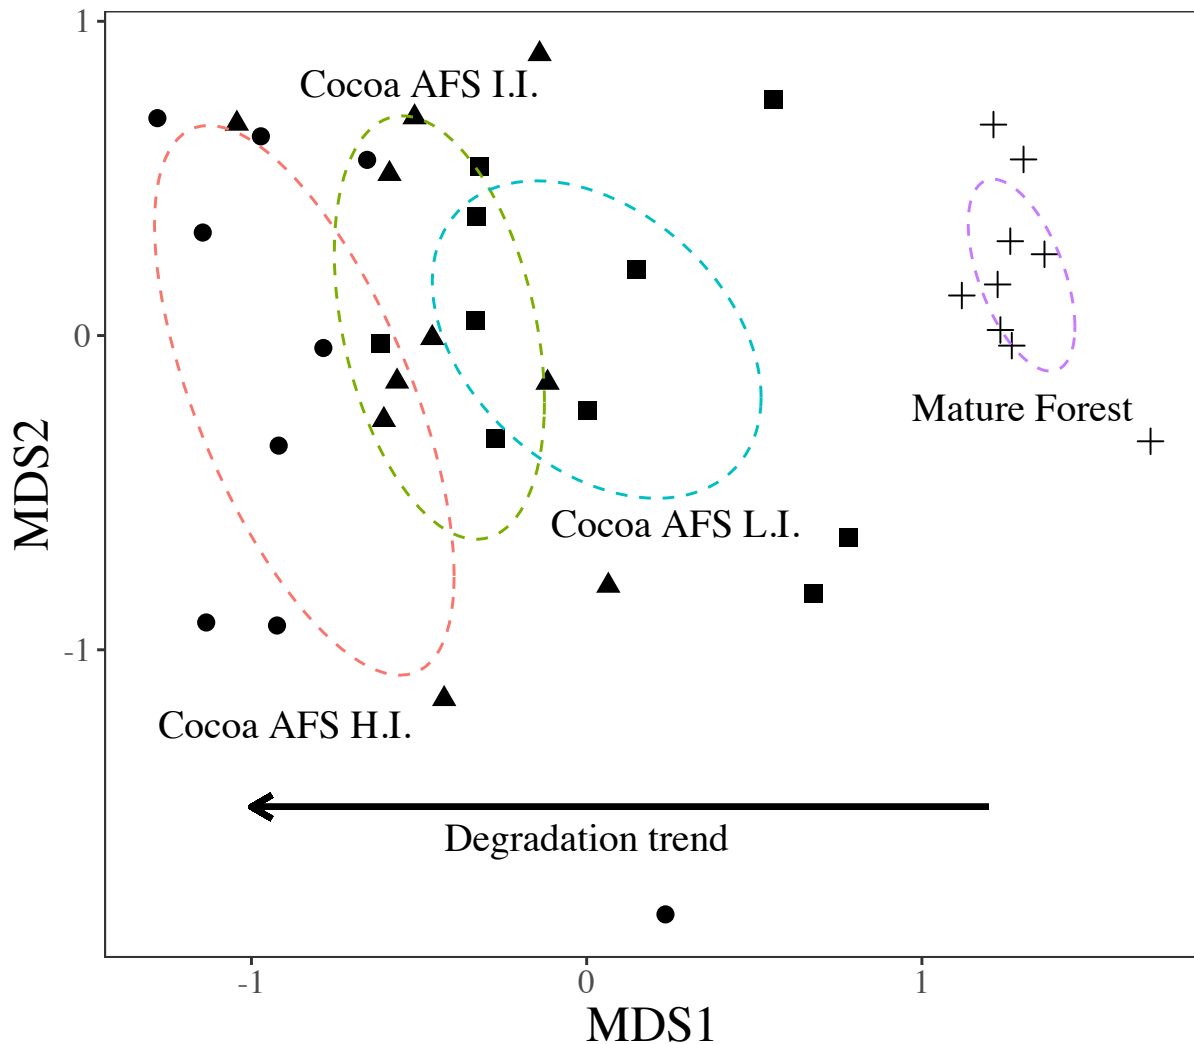 1
Cocoa AFS I.I.
0
Mature Forest
MDS2
Cocoa AFS L.I.
-1
Cocoa AFS H.I.
Degradation trend
-1 0 1
MDS1